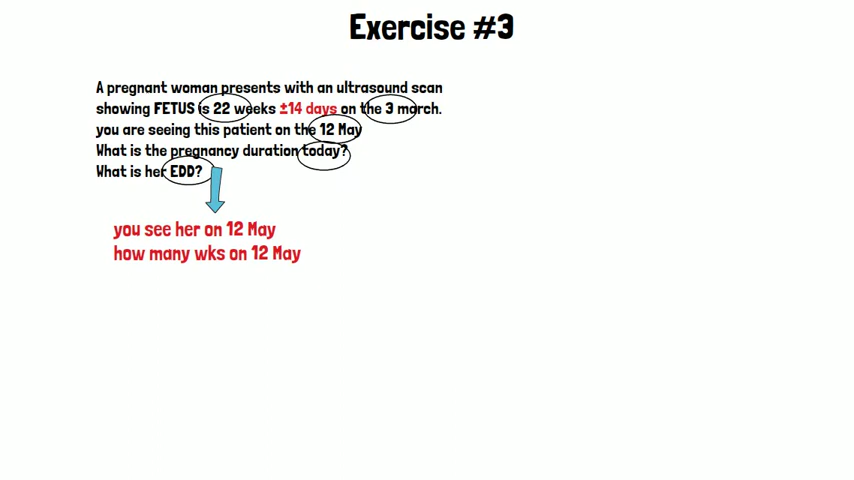 Exercise #3
A pregnant woman presents with an ultrasound scan
showing FETUS is 22 weeks ±14 days on the 3 march.
you are seeing this patient on the 12 May
What is the pregnancy duration today?
What is her EDD?
you see her on 12 May
how many wks on 12 May